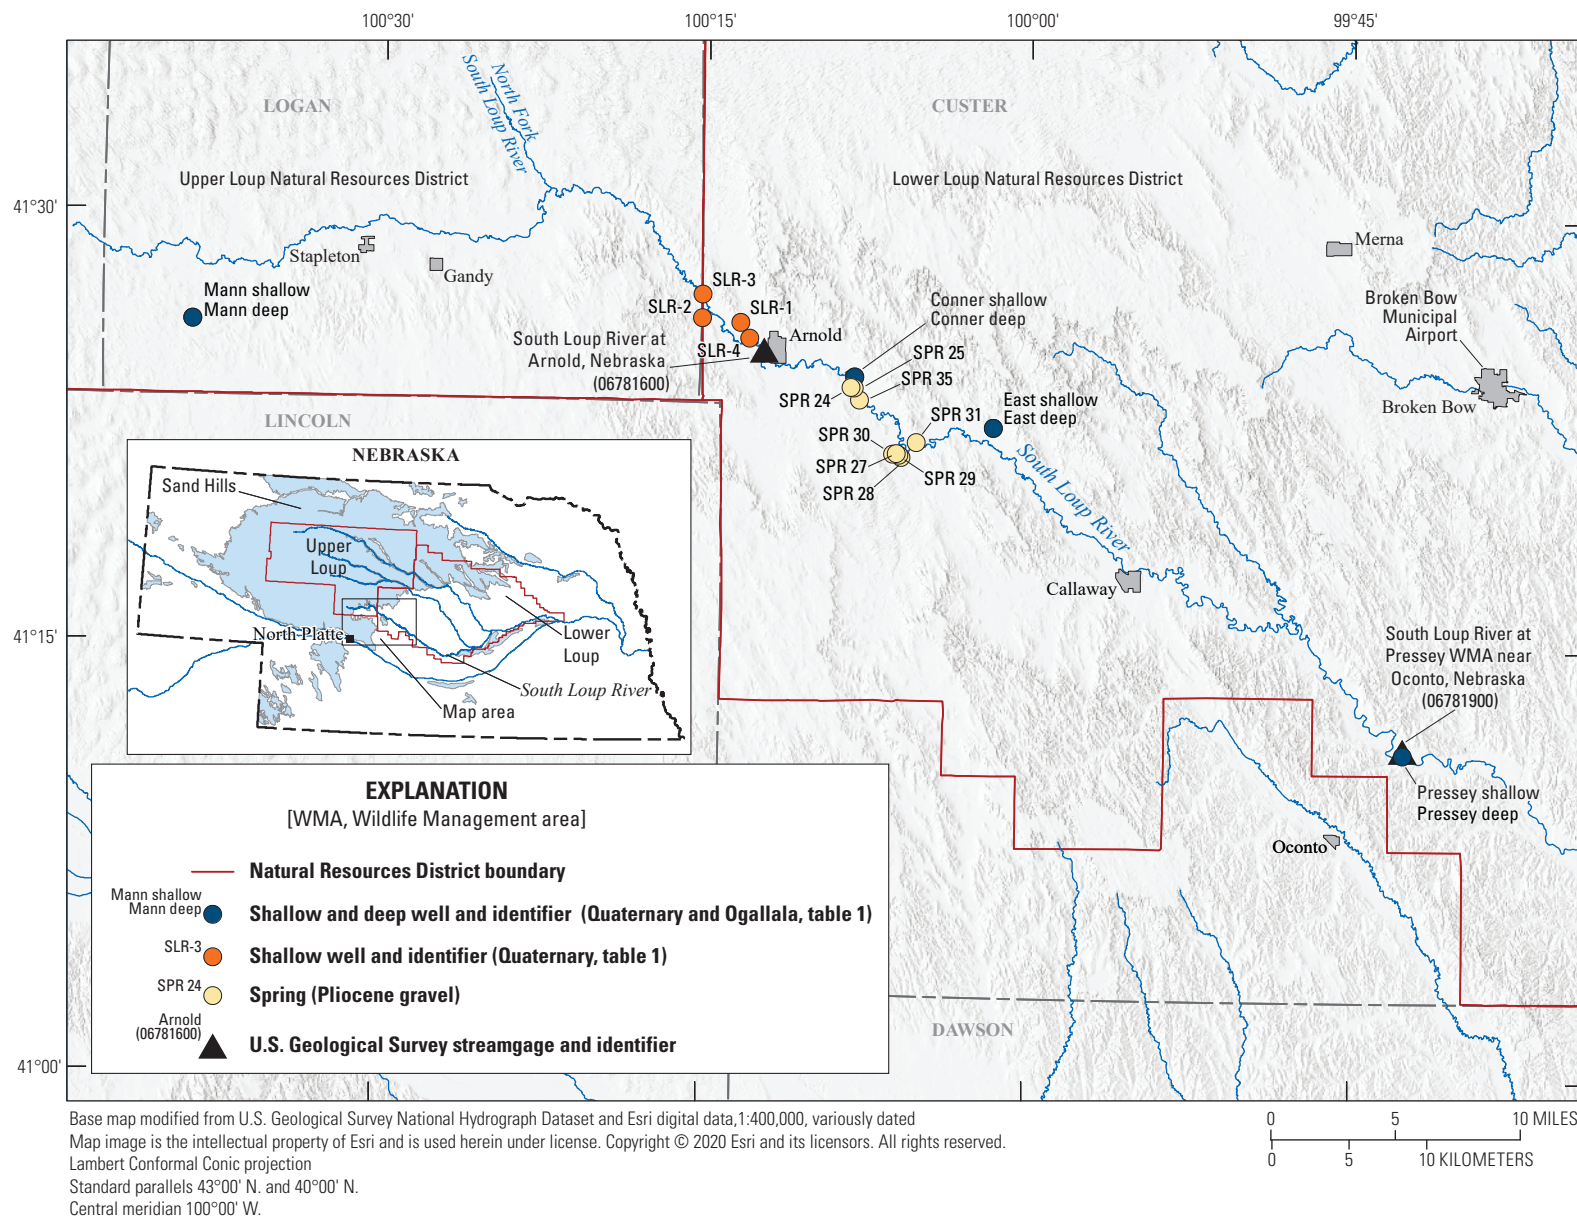 100°30'
100°15'
100°00'
99°45'
LOGAN
North Fork
South Loup River
CUSTER
Upper Loup Natural Resources District
Lower Loup Natural Resources District
41°30'
Stapleton
Gandy
Merna
Mann shallow
Mann deep
SLR-3
SLR-2
SLR-1
SLR-4
South Loup River at
Arnold, Nebraska
(06781600)
Arnold
Conner shallow
Conner deep
SPR 25
SPR 35
SPR 24
SPR 31
East shallow
East deep
SPR 30
SPR 27
SPR 28
SPR 29
Broken Bow
Municipal
Airport
Broken Bow
South Loup River
Callaway
LINCOLN
NEBRASKA
Sand Hills
Upper
Loup
North Platte
Lower
Loup
South Loup River
Map area
41°15'
South Loup River at
Pressey WMA near
Oconto, Nebraska
(06781900)
Pressey shallow
Pressey deep
Oconto
EXPLANATION
[WMA, Wildlife Management area]
Natural Resources District boundary
Mann shallow
Mann deep
Shallow and deep well and identifier (Quaternary and Ogallala, table 1)
SLR-3
Shallow well and identifier (Quaternary, table 1)
SPR 24
Spring (Pliocene gravel)
Arnold
(06781600)
U.S. Geological Survey streamgage and identifier
DAWSON
41°00'
Base map modified from U.S. Geological Survey National Hydrograph Dataset and Esri digital data,1:400,000, variously dated
Map image is the intellectual property of Esri and is used herein under license. Copyright © 2020 Esri and its licensors. All rights reserved.
Lambert Conformal Conic projection
Standard parallels 43°00' N. and 40°00' N.
Central meridian 100°00' W.
0 5 10 MILES
0 5 10 KILOMETERS